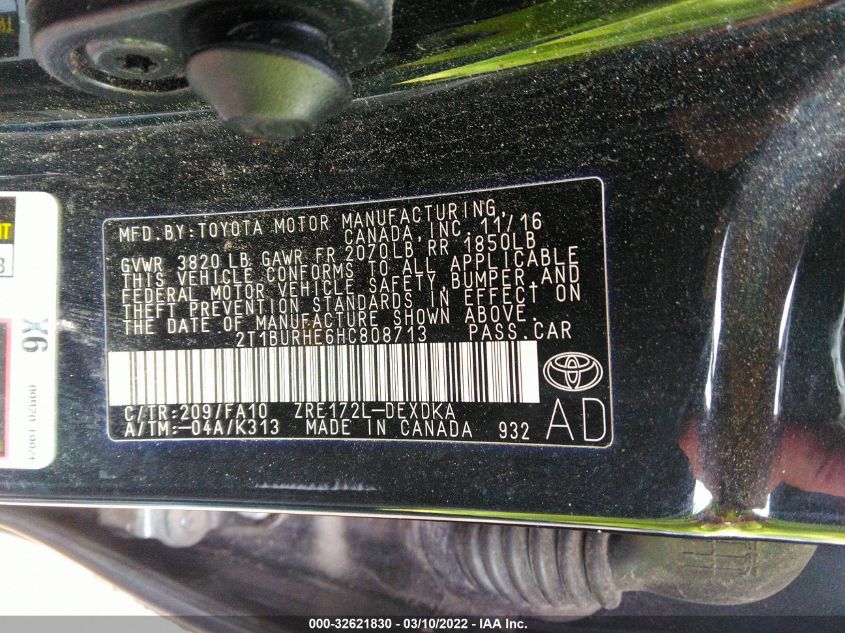 MFD.BY:TOYOTA MOTOR MANUFACTURING,
CANADA, INC. 11/16
GVWR 3820 LB GAWR FR 2070LB RR 1850LB
THIS VEHICLE CONFORMS TO ALL APPLICABLE
FEDERAL MOTOR VEHICLE SAFETY,BUMPER,AND
THEFT PREVENTION STANDARDS IN EFFECT ON
THE DATE OF MANUFACTURE SHOWN ABOVE.
2T1BURHE6HC808713 PASS.CAR
C/TR:209/FA10 ZRE172L-DEXDKA
A/TM:-04A/K313 MADE IN CANADA 932 AD
9X
000-32621830 - 03/10/2022 - IAA Inc.